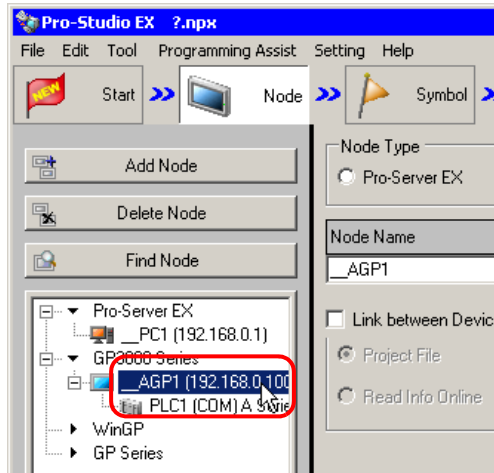 Pro-Studio EX ?.npx
File Edit Tool Programming Assist Setting Help
NEW Start Node Symbol
Add Node
Delete Node
Find Node
Node Type
Pro-Server EX
Node Name
__AGP1
Link between Devic
Project File
Read Info Online
Pro-Server EX
__PC1 (192.168.0.1)
GP3000 Series
__AGP1 (192.168.0.100
PLC1 (COM) A Serie
WinGP
GP Series